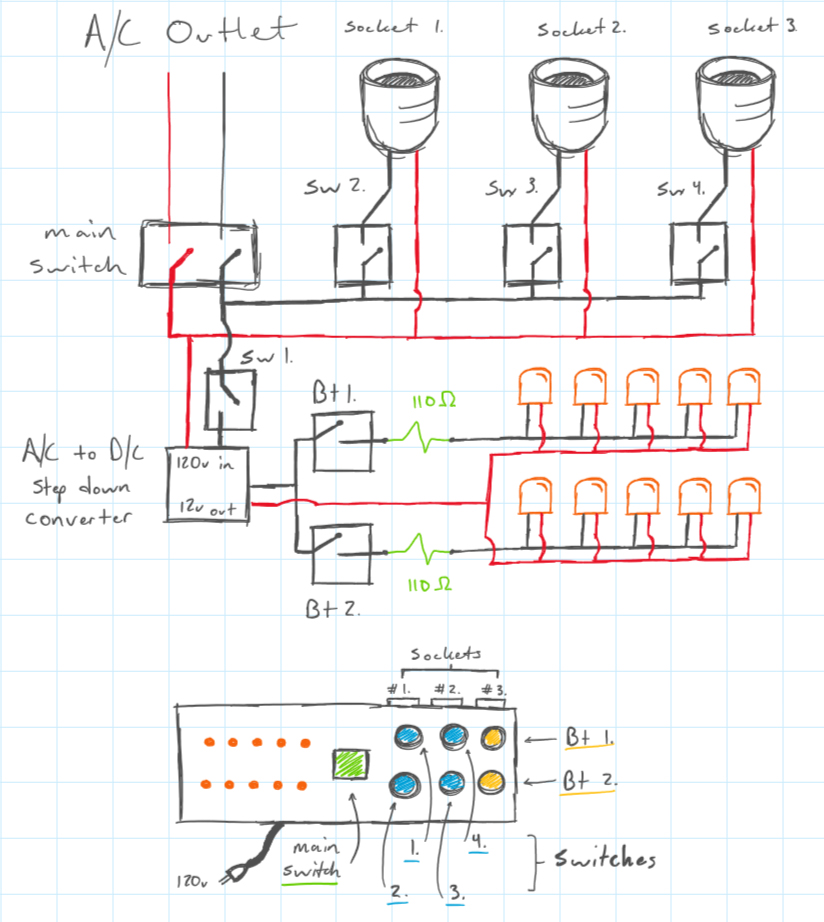 A/C Outlet
Socket 1.
Socket 2.
Socket 3
Sw 2.
Sw 3.
Sw 4.
main
switch
Sw 1.
Bt 1.
110Ω
A/C to D/C
Step down
converter
120v in
12v out
110Ω
Bt 2.
Sockets
#1.
#2.
#3.
Bt 1.
Bt 2.
main
switch
1.
4.
Switches
120v
2.
3.